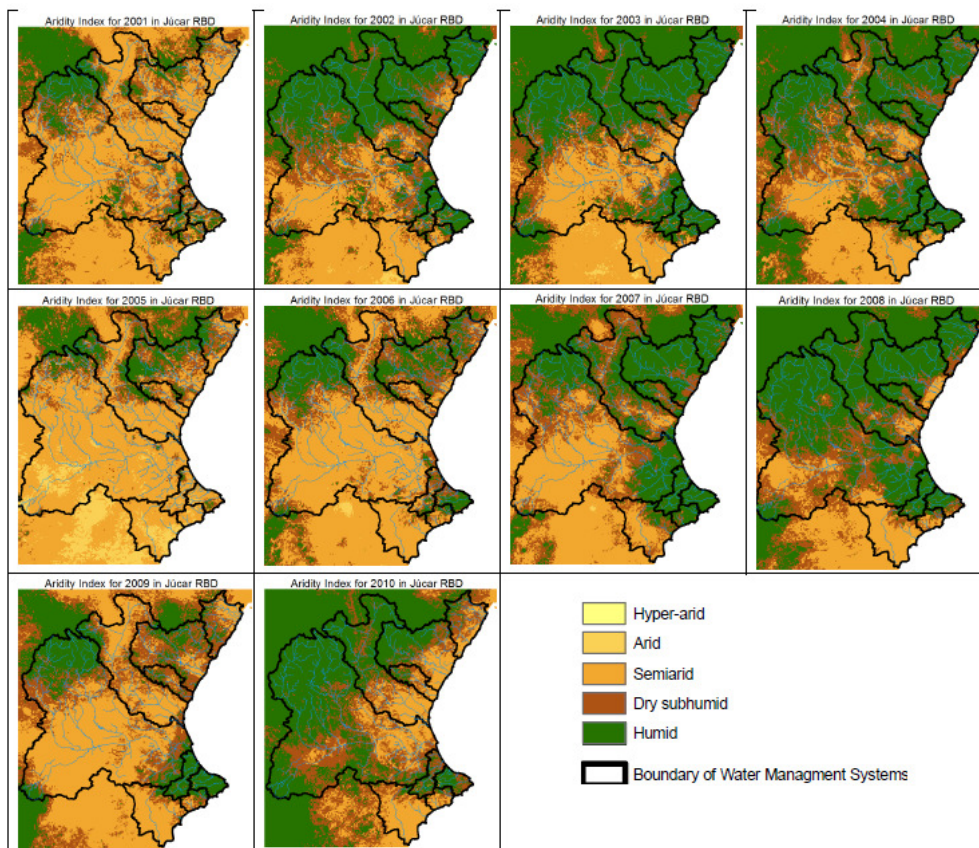 Aridity Index for 2001 in Júcar RBD
Aridity Index for 2002 in Júcar RBD
Aridity Index for 2003 in Júcar RBD
Aridity Index for 2004 in Júcar RBD
Aridity Index for 2005 in Júcar RBD
Aridity Index for 2006 in Júcar RBD
Aridity Index for 2007 in Júcar RBD
Aridity Index for 2008 in Júcar RBD
Aridity Index for 2009 in Júcar RBD
Aridity Index for 2010 in Júcar RBD
Hyper-arid
Arid
Semiarid
Dry subhumid
Humid
Boundary of Water Managment Systems